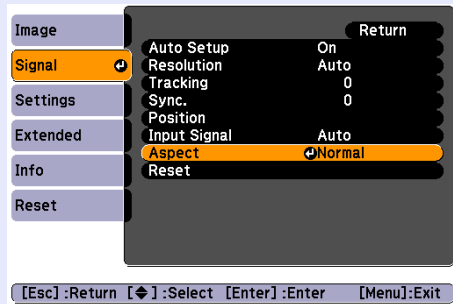 Image
Signal
Settings
Extended
Info
Reset
Return
Auto Setup On
Resolution Auto
Tracking 0
Sync. 0
Position
Input Signal Auto
Aspect Normal
Reset
[Esc] :Return [◆] :Select [Enter] :Enter [Menu]:Exit